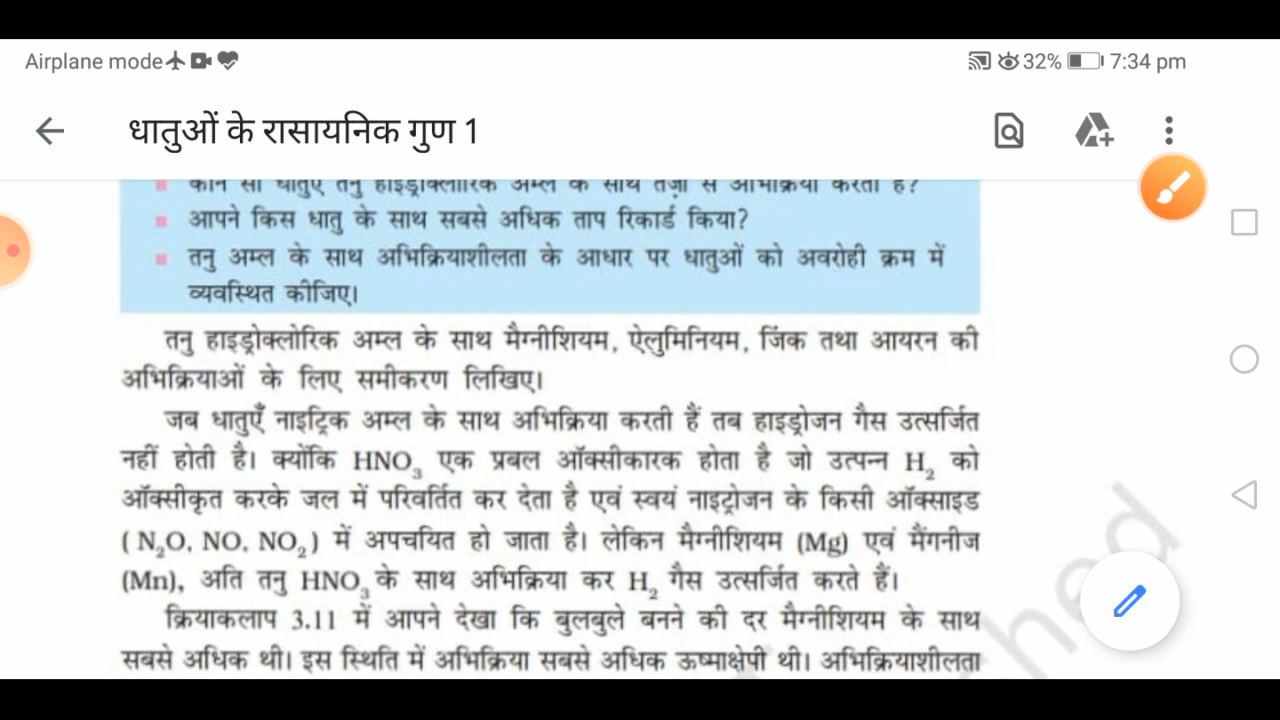 Airplane mode 32% 7:34 pm
धातुओं के रासायनिक गुण 1
कौन सी धातुएँ तनु हाइड्रोक्लोरिक अम्ल के साथ तेज़ी से अभिक्रिया करती हैं?
आपने किस धातु के साथ सबसे अधिक ताप रिकार्ड किया?
तनु अम्ल के साथ अभिक्रियाशीलता के आधार पर धातुओं को अवरोही क्रम में
व्यवस्थित कीजिए।
तनु हाइड्रोक्लोरिक अम्ल के साथ मैग्नीशियम, ऐलुमिनियम, जिंक तथा आयरन की
अभिक्रियाओं के लिए समीकरण लिखिए।
जब धातुएँ नाइट्रिक अम्ल के साथ अभिक्रिया करती हैं तब हाइड्रोजन गैस उत्सर्जित
नहीं होती है। क्योंकि HNO₃ एक प्रबल ऑक्सीकारक होता है जो उत्पन्न H₂ को
ऑक्सीकृत करके जल में परिवर्तित कर देता है एवं स्वयं नाइट्रोजन के किसी ऑक्साइड
(N₂O, NO, NO₂) में अपचयित हो जाता है। लेकिन मैग्नीशियम (Mg) एवं मैंगनीज
(Mn), अति तनु HNO₃ के साथ अभिक्रिया कर H₂ गैस उत्सर्जित करते हैं।
क्रियाकलाप 3.11 में आपने देखा कि बुलबुले बनने की दर मैग्नीशियम के साथ
सबसे अधिक थी। इस स्थिति में अभिक्रिया सबसे अधिक ऊष्माक्षेपी थी। अभिक्रियाशीलता